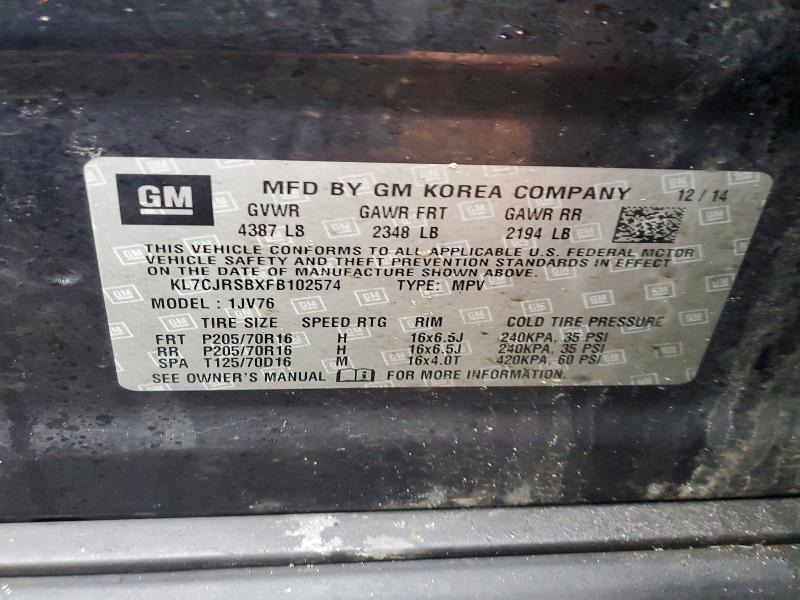 GM MFD BY GM KOREA COMPANY 12 / 14
GVWR GAWR FRT GAWR RR
4387 LB 2348 LB 2194 LB
THIS VEHICLE CONFORMS TO ALL APPLICABLE U.S. FEDERAL MOTOR
VEHICLE SAFETY AND THEFT PREVENTION STANDARDS IN EFFECT
ON THE DATE OF MANUFACTURE SHOWN ABOVE.
KL7CJRSBXFB102574 TYPE: MPV
MODEL : 1JV76
TIRE SIZE SPEED RTG RIM COLD TIRE PRESSURE
FRT P205/70R16 H 16x6.5J 240KPA, 35 PSI
RR P205/70R16 H 16x6.5J 240KPA, 35 PSI
SPA T125/70D16 M 16x4.0T 420KPA, 60 PSI
SEE OWNER'S MANUAL FOR MORE INFORMATION.